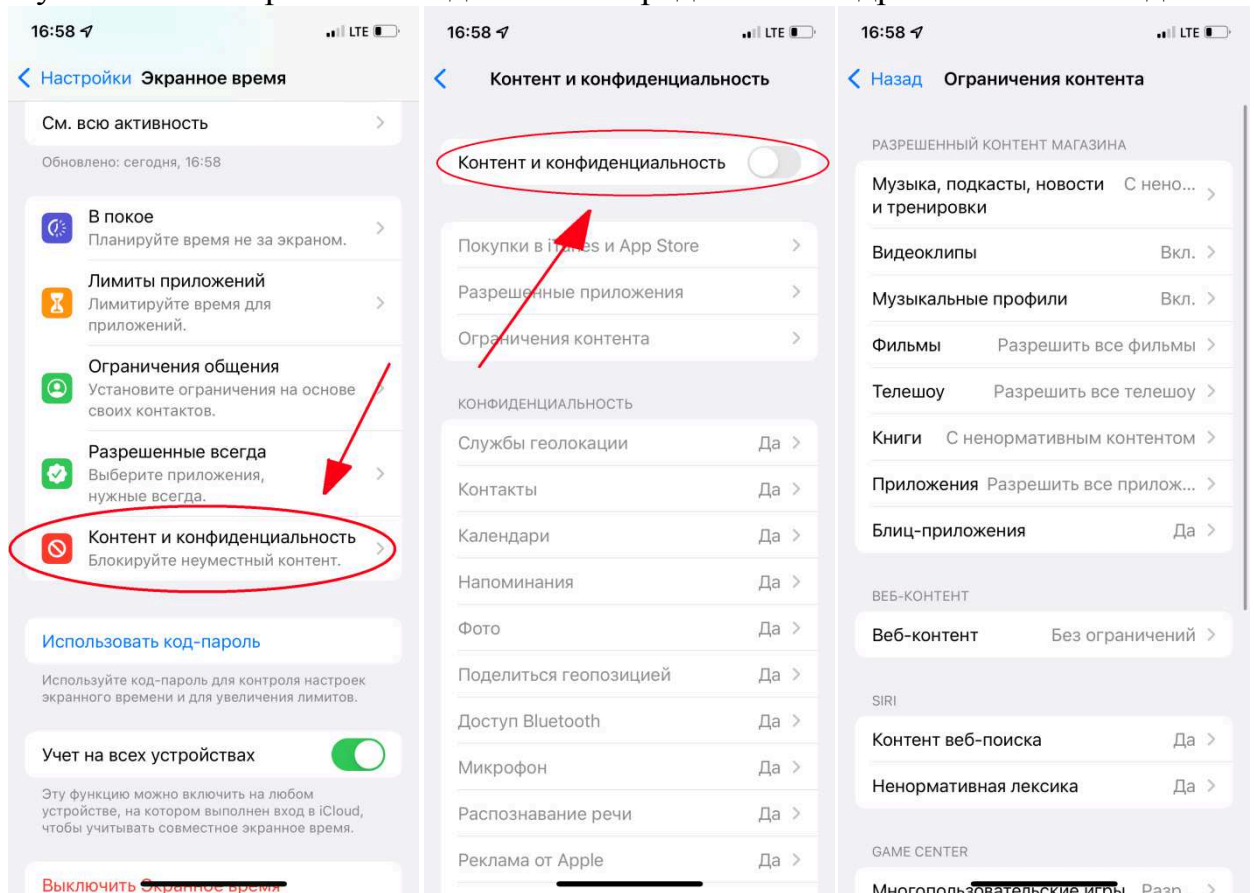 16:58
LTE
Настройки Экранное время
См. всю активность
Обновлено: сегодня, 16:58
В покое
Планируйте время не за экраном.
Лимиты приложений
Лимитируйте время для
приложений.
Ограничения общения
Установите ограничения на основе
своих контактов.
Разрешенные всегда
Выберите приложения,
нужные всегда.
Контент и конфиденциальность
Блокируйте неуместный контент.
Использовать код-пароль
Используйте код-пароль для контроля настроек
экранного времени и для увеличения лимитов.
Учет на всех устройствах
Эту функцию можно включить на любом
устройстве, на котором выполнен вход в iCloud,
чтобы учитывать совместное экранное время.
Выключить Экранное время
16:58
LTE
Контент и конфиденциальность
Контент и конфиденциальность
Покупки в iTunes и App Store
Разрешенные приложения
Ограничения контента
КОНФИДЕНЦИАЛЬНОСТЬ
Службы геолокации Да
Контакты Да
Календари Да
Напоминания Да
Фото Да
Поделиться геопозицией Да
Доступ Bluetooth Да
Микрофон Да
Распознавание речи Да
Реклама от Apple Да
16:58
LTE
Назад Ограничения контента
РАЗРЕШЕННЫЙ КОНТЕНТ МАГАЗИНА
Музыка, подкасты, новости С нено...
и тренировки
Видеоклипы Вкл.
Музыкальные профили Вкл.
Фильмы Разрешить все фильмы
Телешоу Разрешить все телешоу
Книги С ненормативным контентом
Приложения Разрешить все прилож...
Блиц-приложения Да
ВЕБ-КОНТЕНТ
Веб-контент Без ограничений
SIRI
Контент веб-поиска Да
Ненормативная лексика Да
GAME CENTER
Многопользовательские игры Разр...